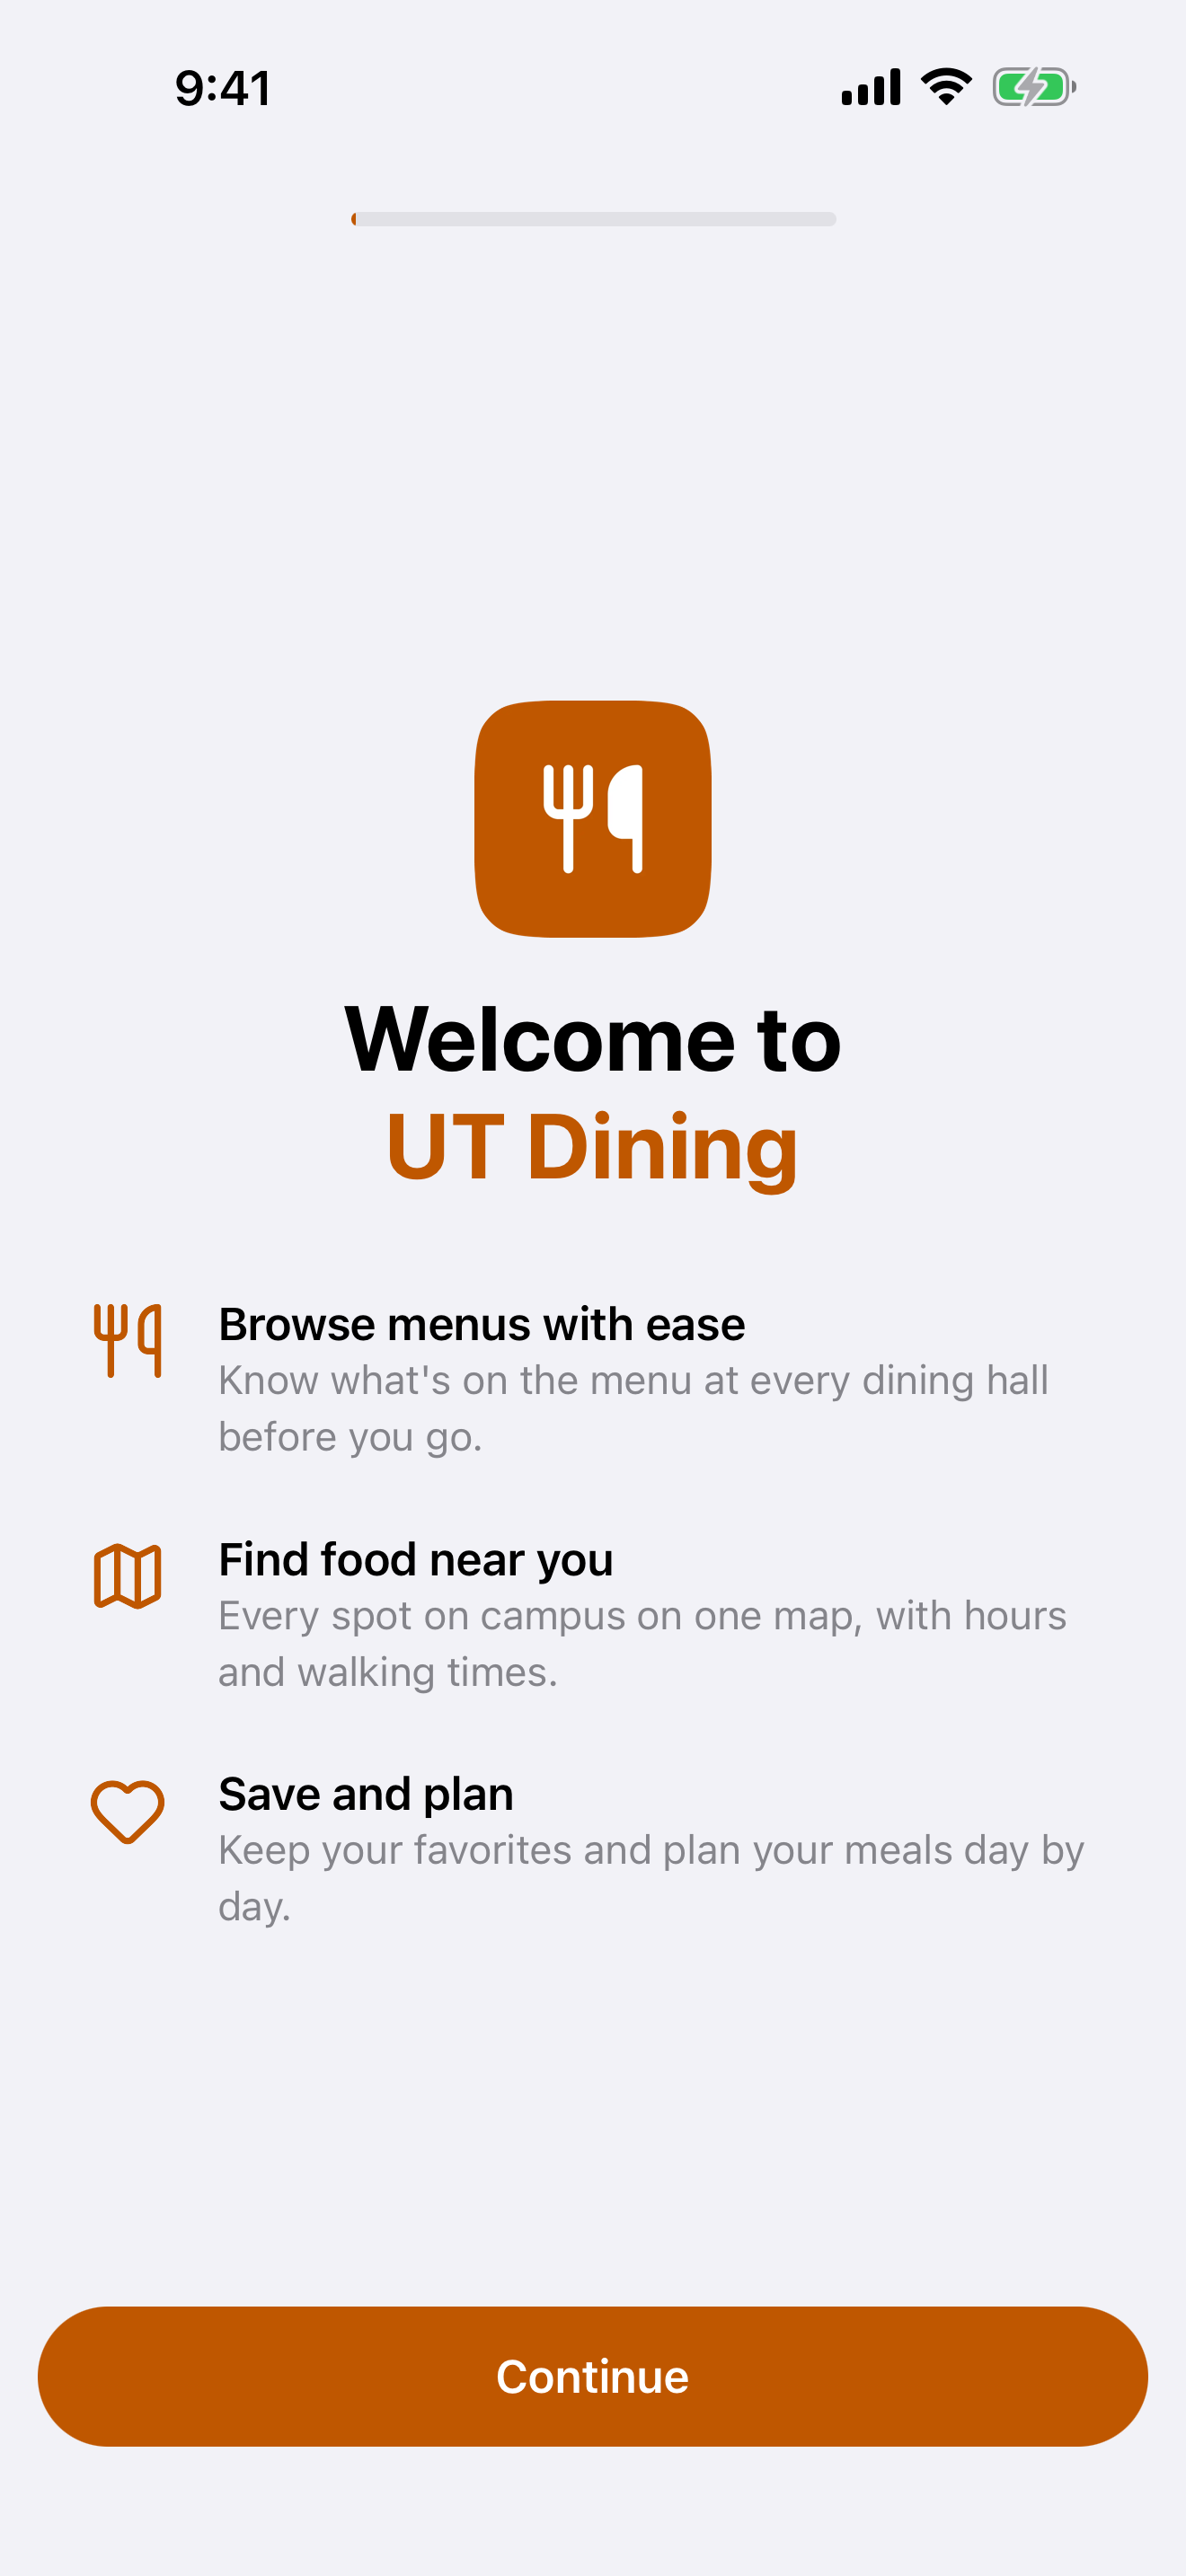 9:41
Welcome to
UT Dining
Browse menus with ease
Know what's on the menu at every dining hall
before you go.
Find food near you
Every spot on campus on one map, with hours
and walking times.
Save and plan
Keep your favorites and plan your meals day by
day.
Continue